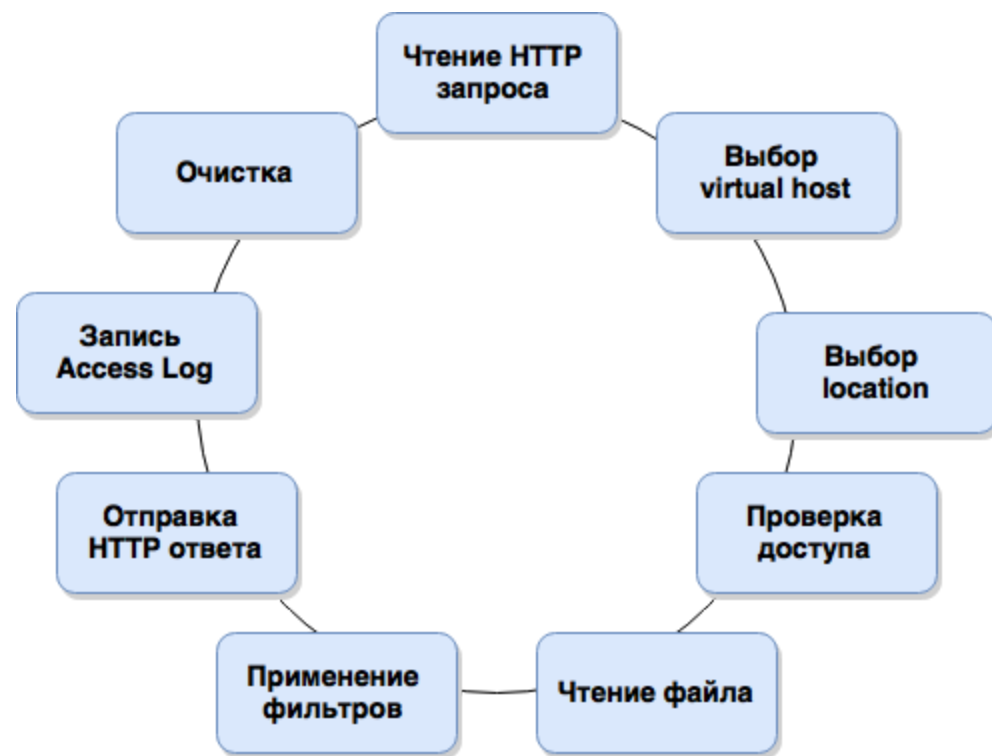 Чтение HTTP
запроса
Выбор
virtual host
Выбор
location
Проверка
доступа
Чтение файла
Применение
фильтров
Отправка
HTTP ответа
Запись
Access Log
Очистка